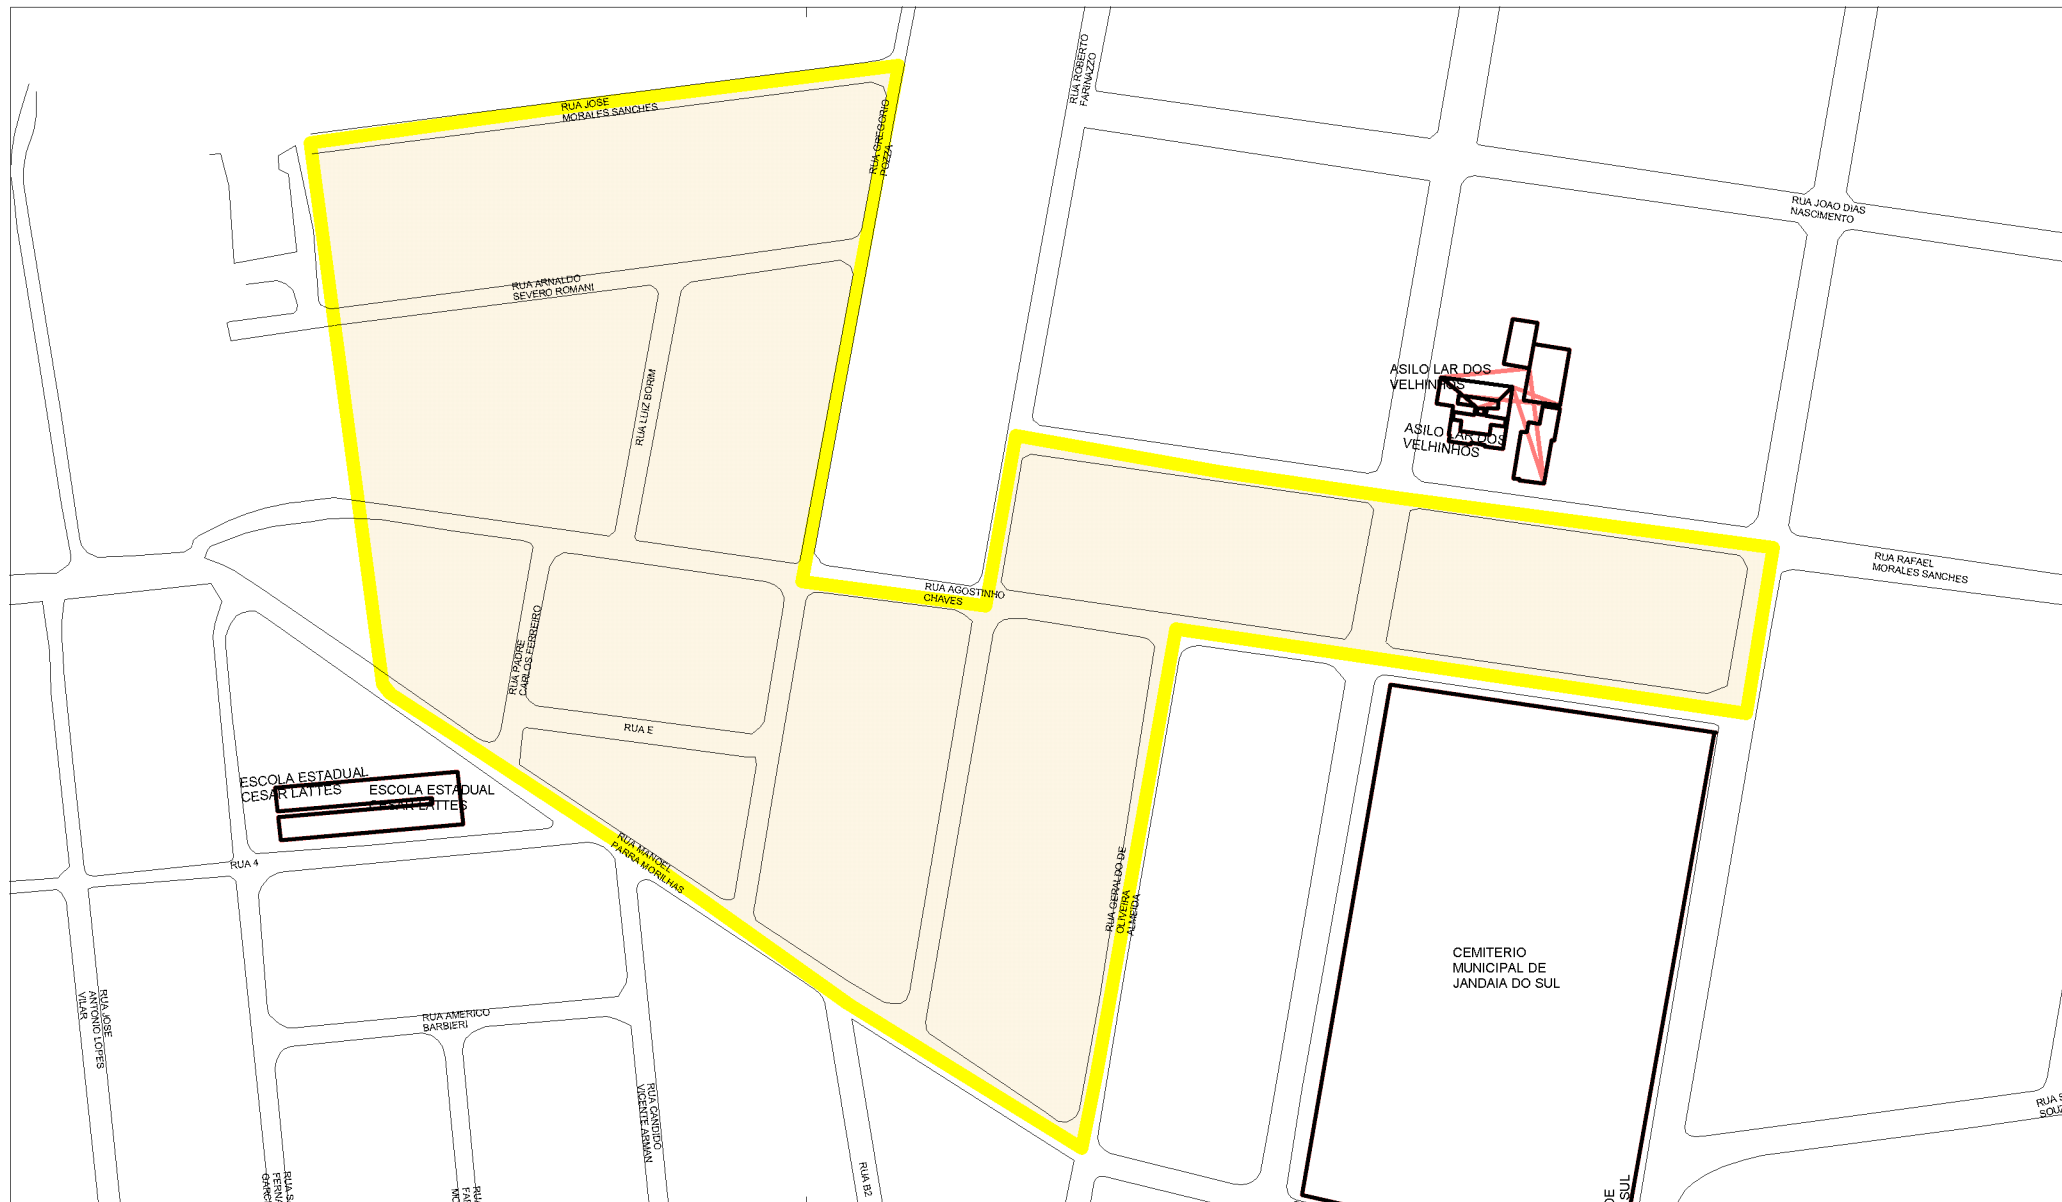 RUA ROBERTO
FARINAZZO
RUA JOSE
MORALES SANCHES
RUA GREGORIO
POZZA
RUA JOAO DIAS
NASCIMENTO
RUA ARNALDO
SEVERO ROMANI
RUA LUIZ BORIM
ASILO LAR DOS
VELHINHOS
ASILO LAR DOS
VELHINHOS
RUA RAFAEL
MORALES SANCHES
RUA AGOSTINHO
CHAVES
RUA PADRE
CARLOS FERREIRO
RUA E
ESCOLA ESTADUAL
CESAR LATTES
ESCOLA ESTADUAL
CESAR LATTES
RUA 4
RUA MANOEL
PARRA MORILHAS
RUA GERALDO DE
OLIVEIRA
ALMEIDA
CEMITERIO
MUNICIPAL DE
JANDAIA DO SUL
RUA JOSE
ANTONIO LOPES
VILAR
RUA AMERICO
BARBIERI
RUA CANDIDO
VICENTE ARMAN
RUA B2
RUA S
SOUZ
DE
SUL